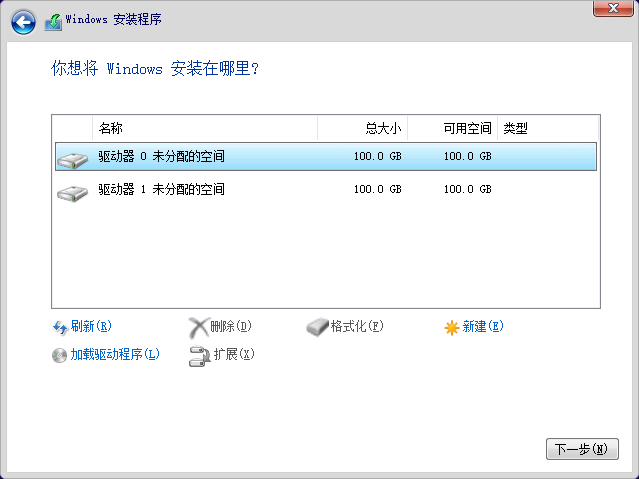 Windows 安装程序
你想将 Windows 安装在哪里?
名称 总大小 可用空间 类型
驱动器 0 未分配的空间 100.0 GB 100.0 GB
驱动器 1 未分配的空间 100.0 GB 100.0 GB
刷新(R) 删除(D) 格式化(F) 新建(E)
加载驱动程序(L) 扩展(X)
下一步(N)